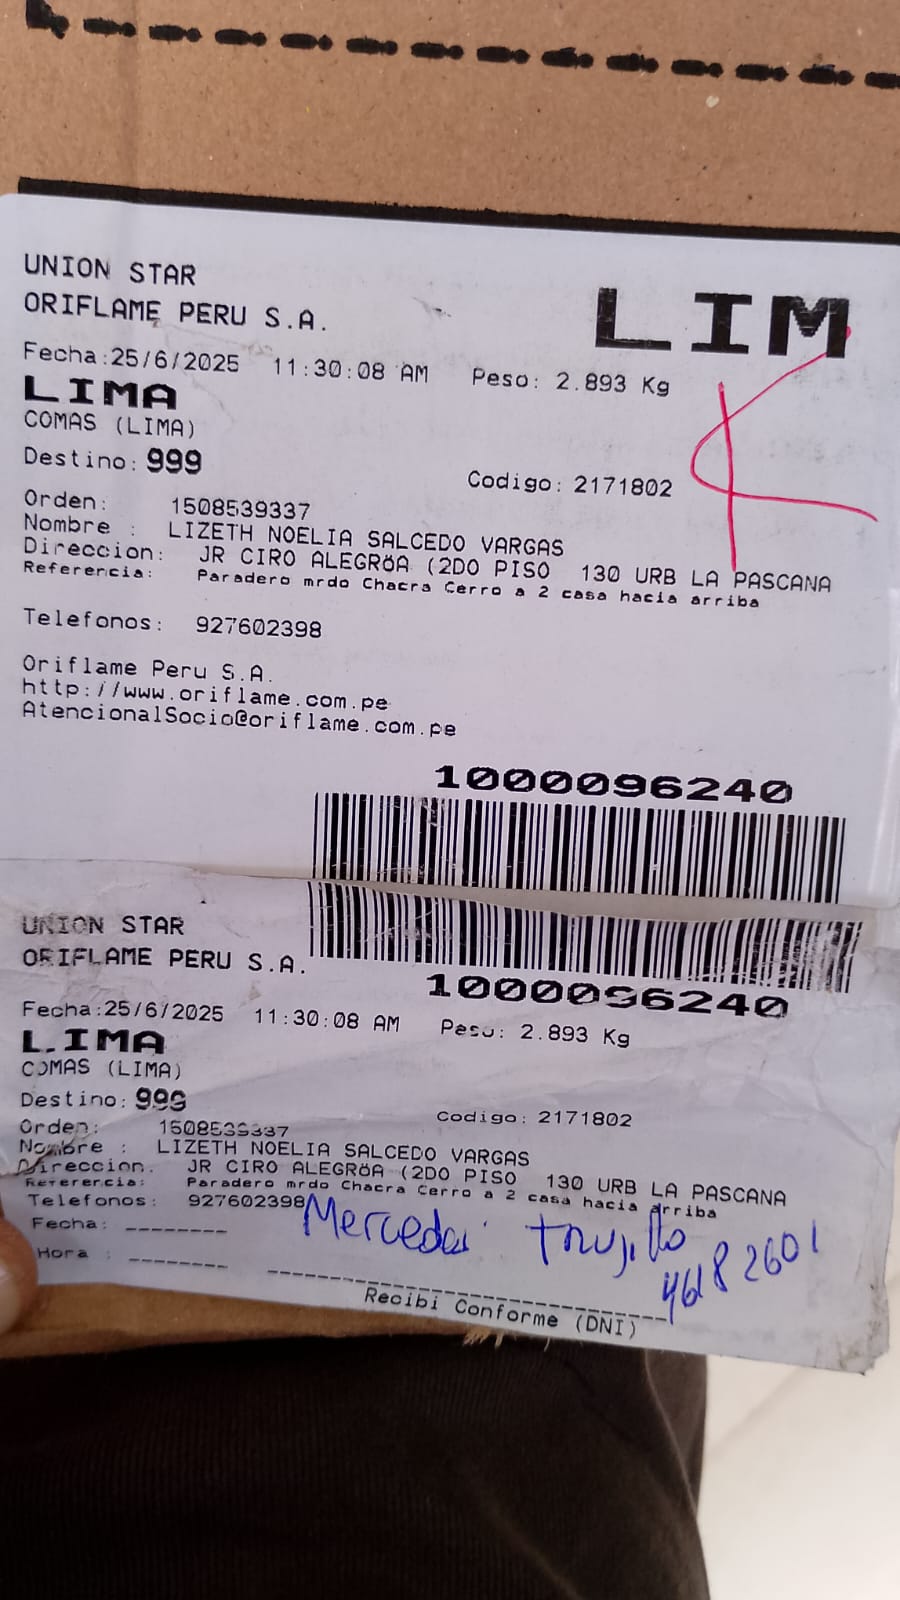 UNION STAR
ORIFLAME PERU S.A.
LIM
Fecha:25/6/2025 11:30:08 AM Peso: 2.893 Kg
LIMA
COMAS (LIMA)
Destino: 999
Codigo: 2171802
Orden: 1508539337
Nombre : LIZETH NOELIA SALCEDO VARGAS
Direccion: JR CIRO ALEGRÖA (2DO PISO 130 URB LA PASCANA
Referencia: Paradero mrdo Chacra Cerro a 2 casa hacia arriba
Telefonos: 927602398
Oriflame Peru S.A.
http://www.oriflame.com.pe
AtencionalSocio@oriflame.com.pe
1000096240
UNION STAR
ORIFLAME PERU S.A.
1000096240
Fecha:25/6/2025 11:30:08 AM Peso: 2.893 Kg
LIMA
COMAS (LIMA)
Destino: 999
Codigo: 2171802
Orden: 1508539337
Nombre : LIZETH NOELIA SALCEDO VARGAS
Direccion. JR CIRO ALEGRÖA (2DO PISO 130 URB LA PASCANA
Referencia: Paradero mrdo Chacra Cerro a 2 casa hacia arriba
Telefonos: 927602398
Mercedes Trujillo
Fecha: --------
Hora : --------
Recibi Conforme (DNI)